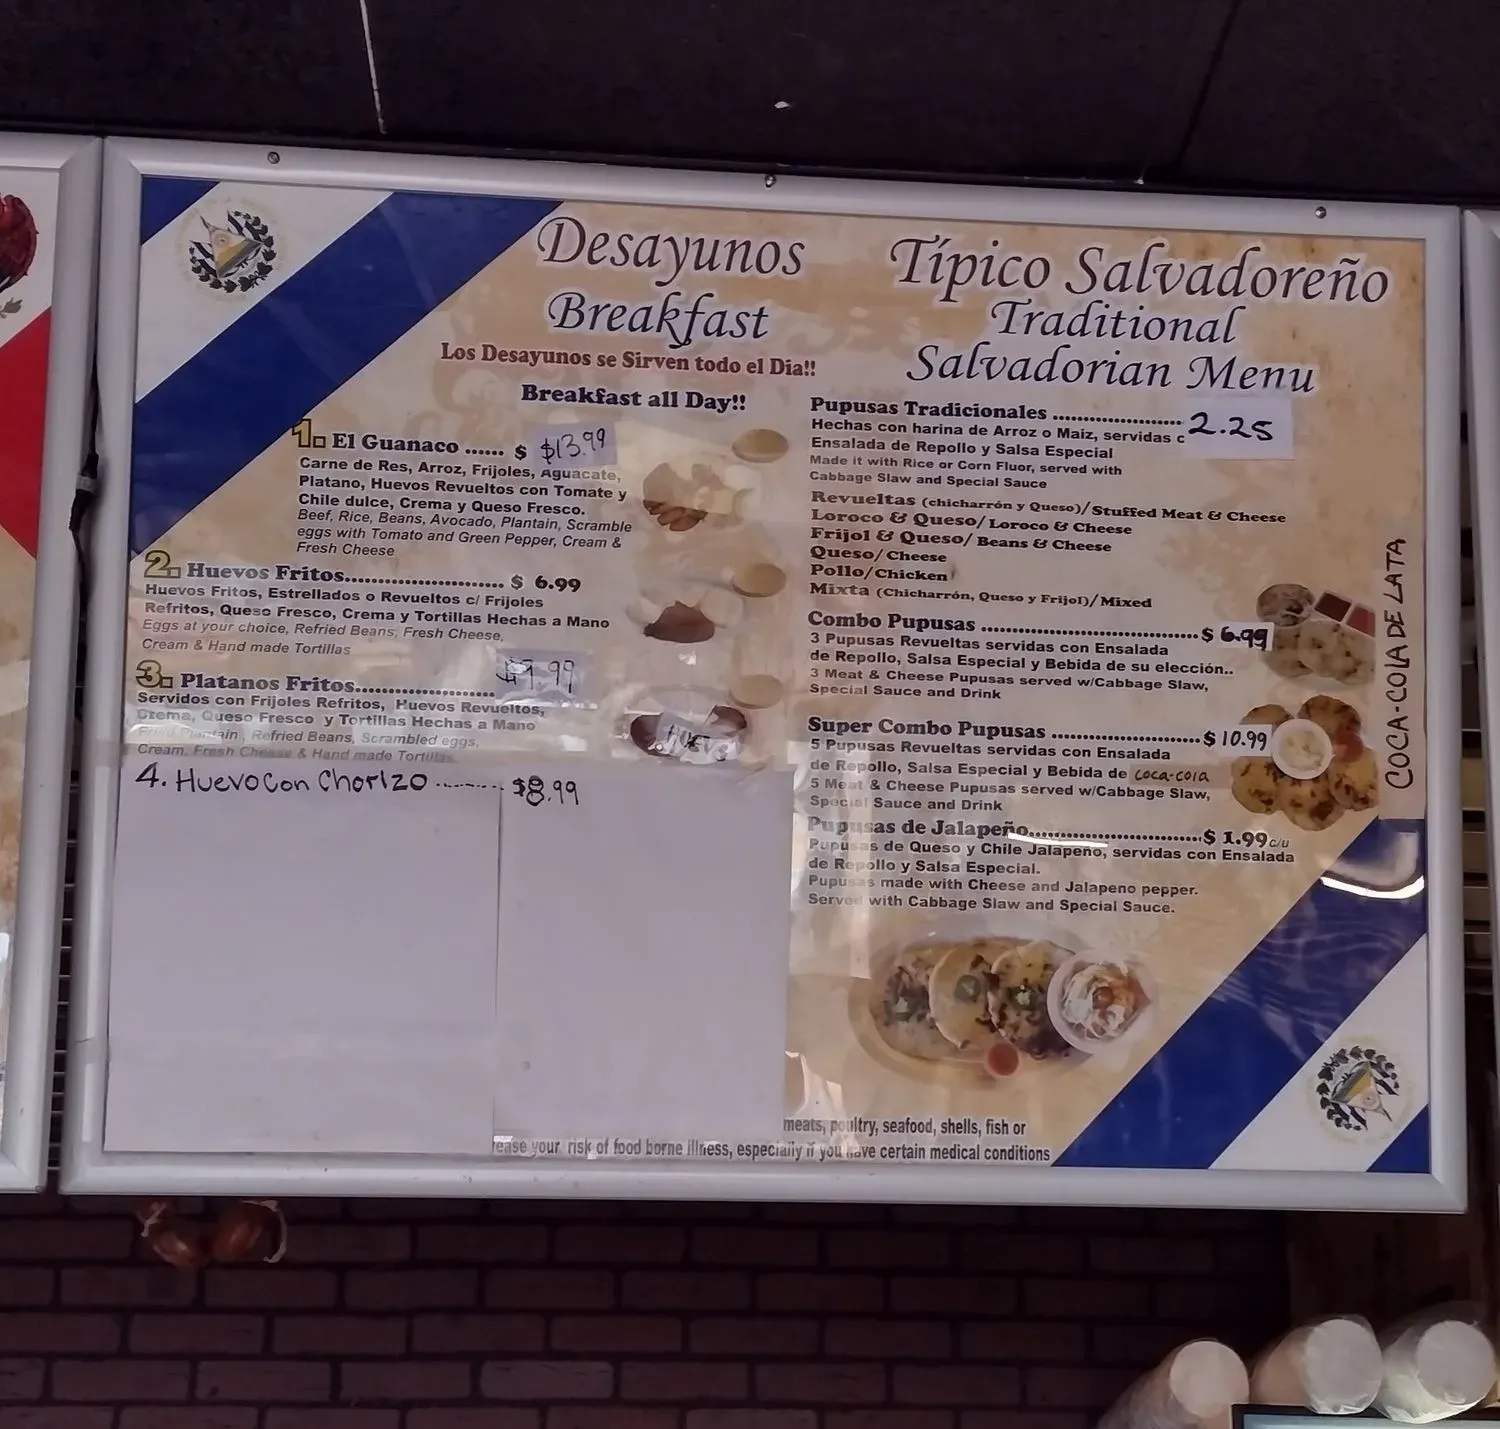 Desayunos
Breakfast
Los Desayunos se Sirven todo el Dia!!
Breakfast all Day!!
1. El Guanaco ...... $ $13.99
Carne de Res, Arroz, Frijoles, Aguacate,
Platano, Huevos Revueltos con Tomate y
Chile dulce, Crema y Queso Fresco.
Beef, Rice, Beans, Avocado, Plantain, Scramble
eggs with Tomato and Green Pepper, Cream &
Fresh Cheese
2. Huevos Fritos........................ $ 6.99
Huevos Fritos, Estrellados o Revueltos c/ Frijoles
Refritos, Queso Fresco, Crema y Tortillas Hechas a Mano
Eggs at your choice, Refried Beans, Fresh Cheese,
Cream & Hand made Tortillas
3. Platanos Fritos..................... $9.99
Servidos con Frijoles Refritos, Huevos Revueltos,
Crema, Queso Fresco y Tortillas Hechas a Mano
Fried Plantain, Refried Beans, Scrambled eggs,
Cream, Fresh Cheese & Hand made Tortillas
4. Huevo Con Chorizo ......... $8.99
Típico Salvadoreño
Traditional
Salvadorian Menu
Pupusas Tradicionales ...................... 2.25
Hechas con harina de Arroz o Maiz, servidas c
Ensalada de Repollo y Salsa Especial
Made it with Rice or Corn Fluor, served with
Cabbage Slaw and Special Sauce
Revueltas (chicharrón y Queso)/Stuffed Meat & Cheese
Loroco & Queso/Loroco & Cheese
Frijol & Queso/Beans & Cheese
Queso/Cheese
Pollo/Chicken
Mixta (Chicharrón, Queso y Frijol)/Mixed
Combo Pupusas ..................................... $ 6.99
3 Pupusas Revueltas servidas con Ensalada
de Repollo, Salsa Especial y Bebida de su elección..
3 Meat & Cheese Pupusas served w/Cabbage Slaw,
Special Sauce and Drink
Super Combo Pupusas ......................... $ 10.99
5 Pupusas Revueltas servidas con Ensalada
de Repollo, Salsa Especial y Bebida de coca-cola
5 Meat & Cheese Pupusas served w/Cabbage Slaw,
Special Sauce and Drink
Pupusas de Jalapeño............................. $ 1.99 c/u
Pupusas de Queso y Chile Jalapeño, servidas con Ensalada
de Repollo y Salsa Especial.
Pupusas made with Cheese and Jalapeno pepper.
Served with Cabbage Slaw and Special Sauce.
COCA-COLA DE LATA
meats, poultry, seafood, shells, fish or
ease your risk of food borne illness, especially if you have certain medical conditions